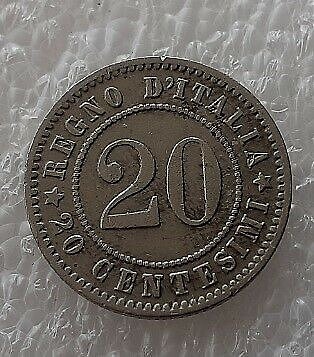 ★ REGNO D'ITALIA ★
20
20 CENTESIMI